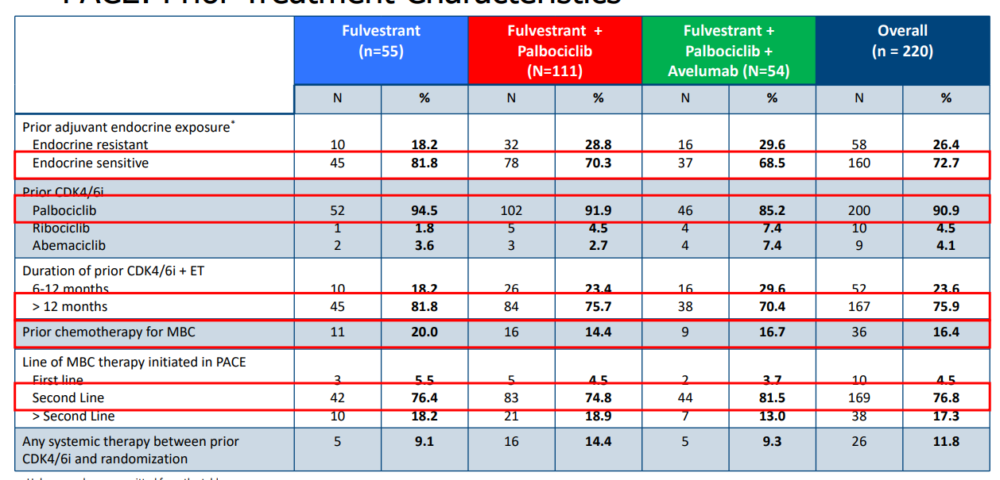 PACE: Prior Treatment Characteristics
Fulvestrant (n=55) Fulvestrant + Palbociclib (N=111) Fulvestrant + Palbociclib + Avelumab (N=54) Overall (n = 220)
N % N % N % N %
Prior adjuvant endocrine exposure*
Endocrine resistant 10 18.2 32 28.8 16 29.6 58 26.4
Endocrine sensitive 45 81.8 78 70.3 37 68.5 160 72.7
Prior CDK4/6i
Palbociclib 52 94.5 102 91.9 46 85.2 200 90.9
Ribociclib 1 1.8 5 4.5 4 7.4 10 4.5
Abemaciclib 2 3.6 3 2.7 4 7.4 9 4.1
Duration of prior CDK4/6i + ET
6-12 months 10 18.2 26 23.4 16 29.6 52 23.6
> 12 months 45 81.8 84 75.7 38 70.4 167 75.9
Prior chemotherapy for MBC 11 20.0 16 14.4 9 16.7 36 16.4
Line of MBC therapy initiated in PACE
First line 3 5.5 5 4.5 2 3.7 10 4.5
Second Line 42 76.4 83 74.8 44 81.5 169 76.8
> Second Line 10 18.2 21 18.9 7 13.0 38 17.3
Any systemic therapy between prior CDK4/6i and randomization 5 9.1 16 14.4 5 9.3 26 11.8